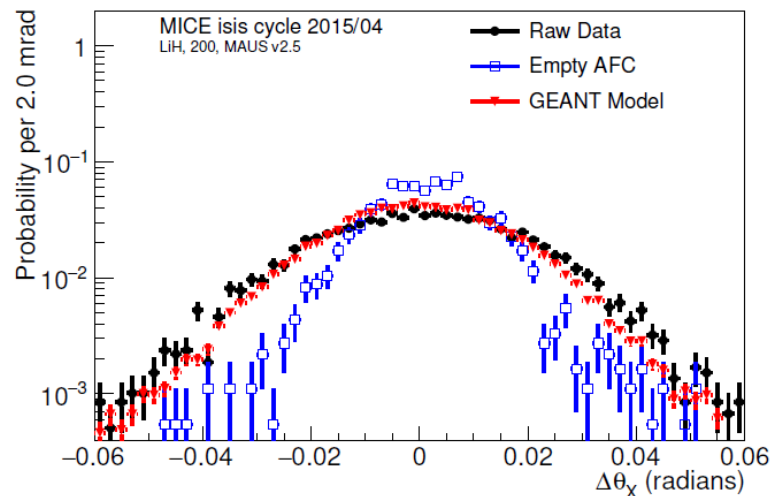 MICE isis cycle 2015/04
LiH, 200, MAUS v2.5
Raw Data
Empty AFC
GEANT Model
Probability per 2.0 mrad
1
10⁻¹
10⁻²
10⁻³
−0.06 −0.04 −0.02 0 0.02 0.04 0.06
Δθ_X (radians)